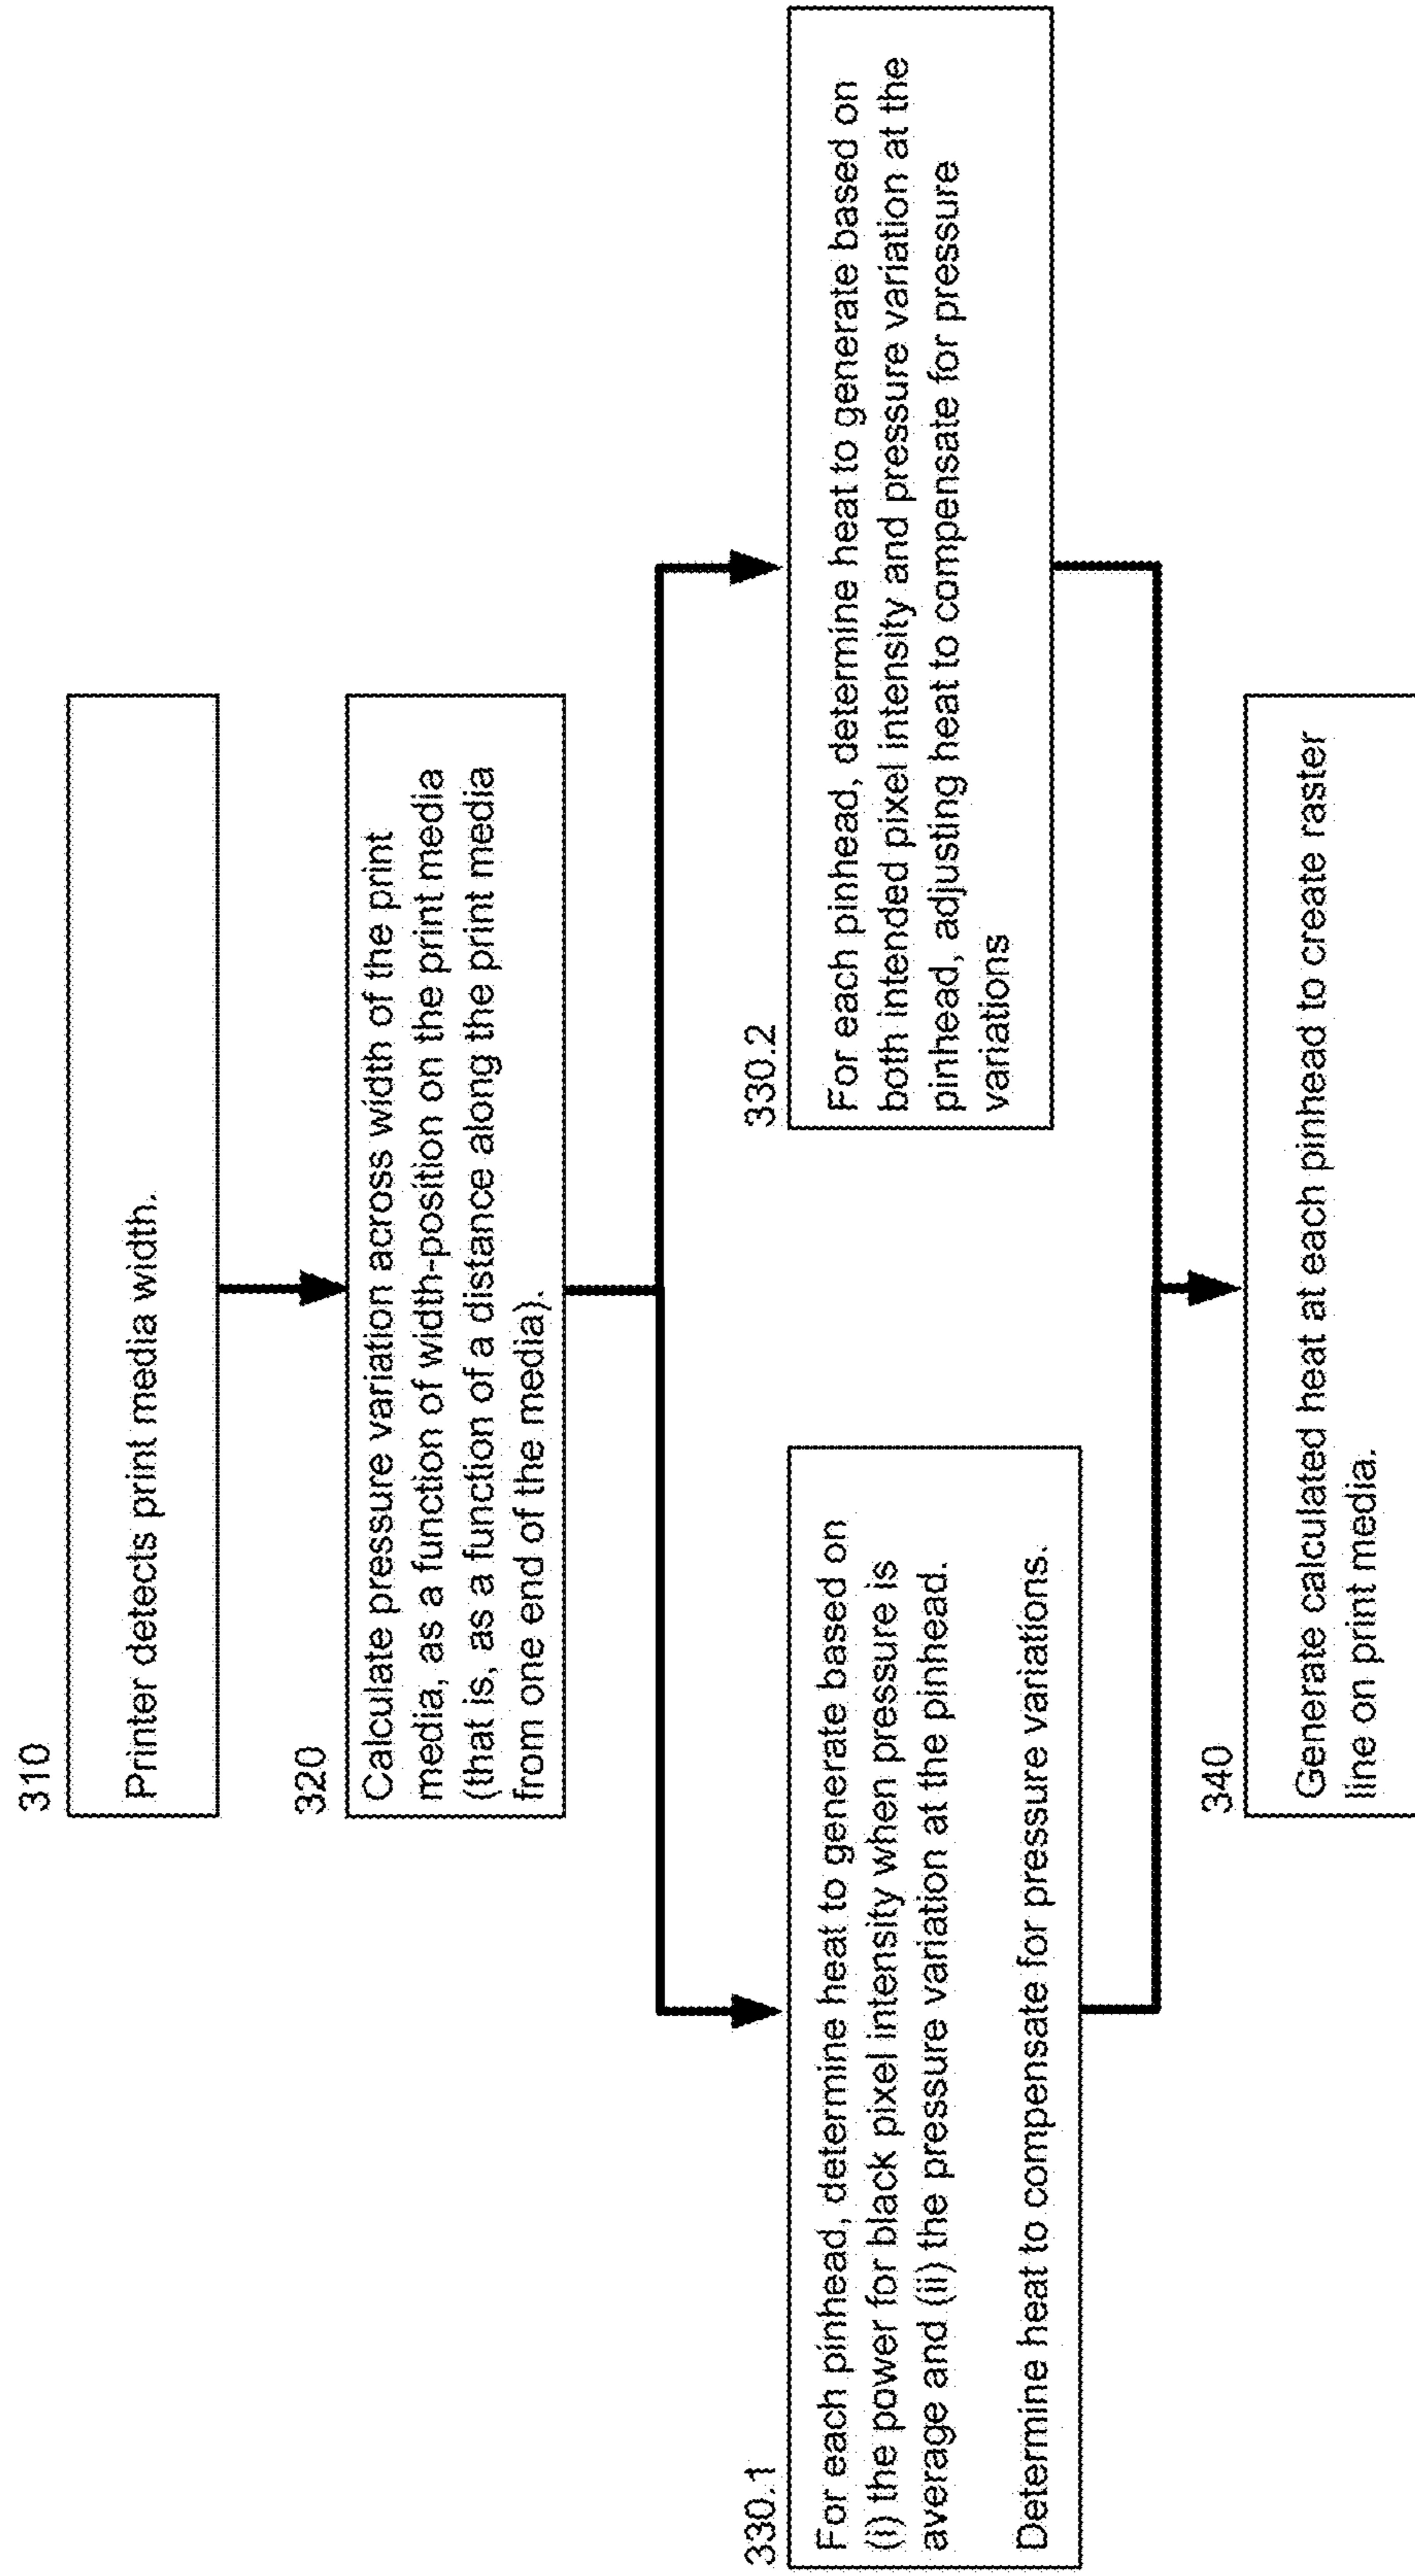 310
Printer detects print media width.
320
Calculate pressure variation across width of the print
media, as a function of width-position on the print media
(that is, as a function of a distance along the print media
from one end of the media).
330.1
For each pinhead, determine heat to generate based on
(i) the power for black pixel intensity when pressure is
average and (ii) the pressure variation at the pinhead.
Determine heat to compensate for pressure variations.
330.2
For each pinhead, determine heat to generate based on
both intended pixel intensity and pressure variation at the
pinhead, adjusting heat to compensate for pressure
variations
340
Generate calculated heat at each pinhead to create raster
line on print media.